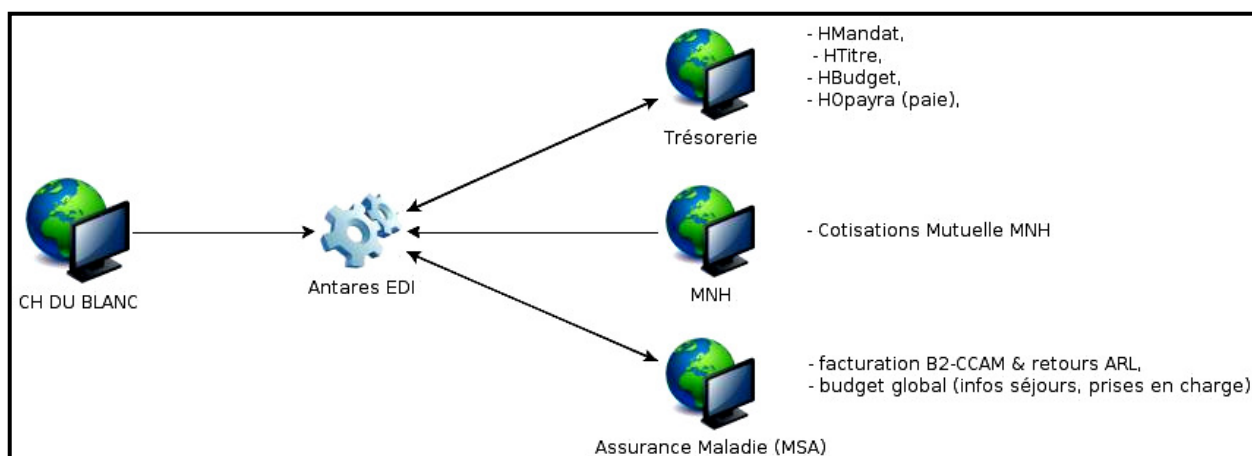 - HMandat,
- HTitre,
- HBudget,
- HOpayra (paie),
Trésorerie
CH DU BLANC
Antares EDI
- Cotisations Mutuelle MNH
MNH
- facturation B2-CCAM & retours ARL,
- budget global (infos séjours, prises en charge)
Assurance Maladie (MSA)